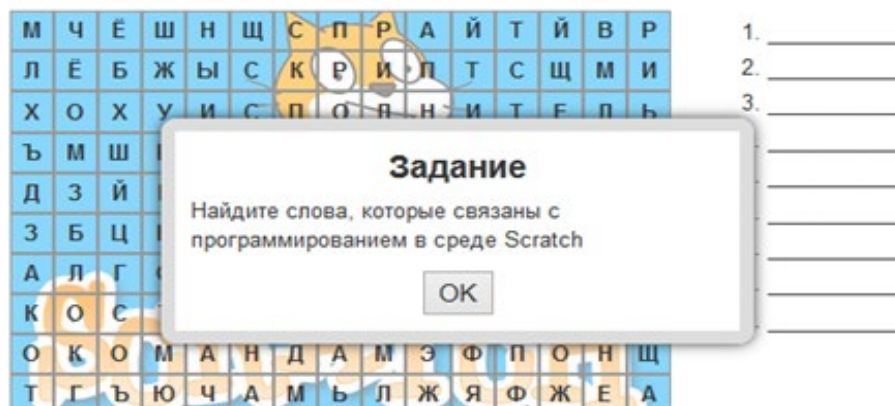 М Ч Ё Ш Н Щ С П Р А Й Т Й В Р
1.
Л Ё Б Ж Ы С К Р И П Т С Щ М И
2.
Х О Х У И С П О Л Н И Т Е Л Ь
3.
Ъ М Ш
Задание
Д З Й
Найдите слова, которые связаны с
З Б Ц
программированием в среде Scratch
А Л Г
OK
К О С
О К О М А Н Д А М Э Ф П О Н Щ
Т Г Ъ Ю Ч А М Ь Л Ж Я Ф Ж Е А